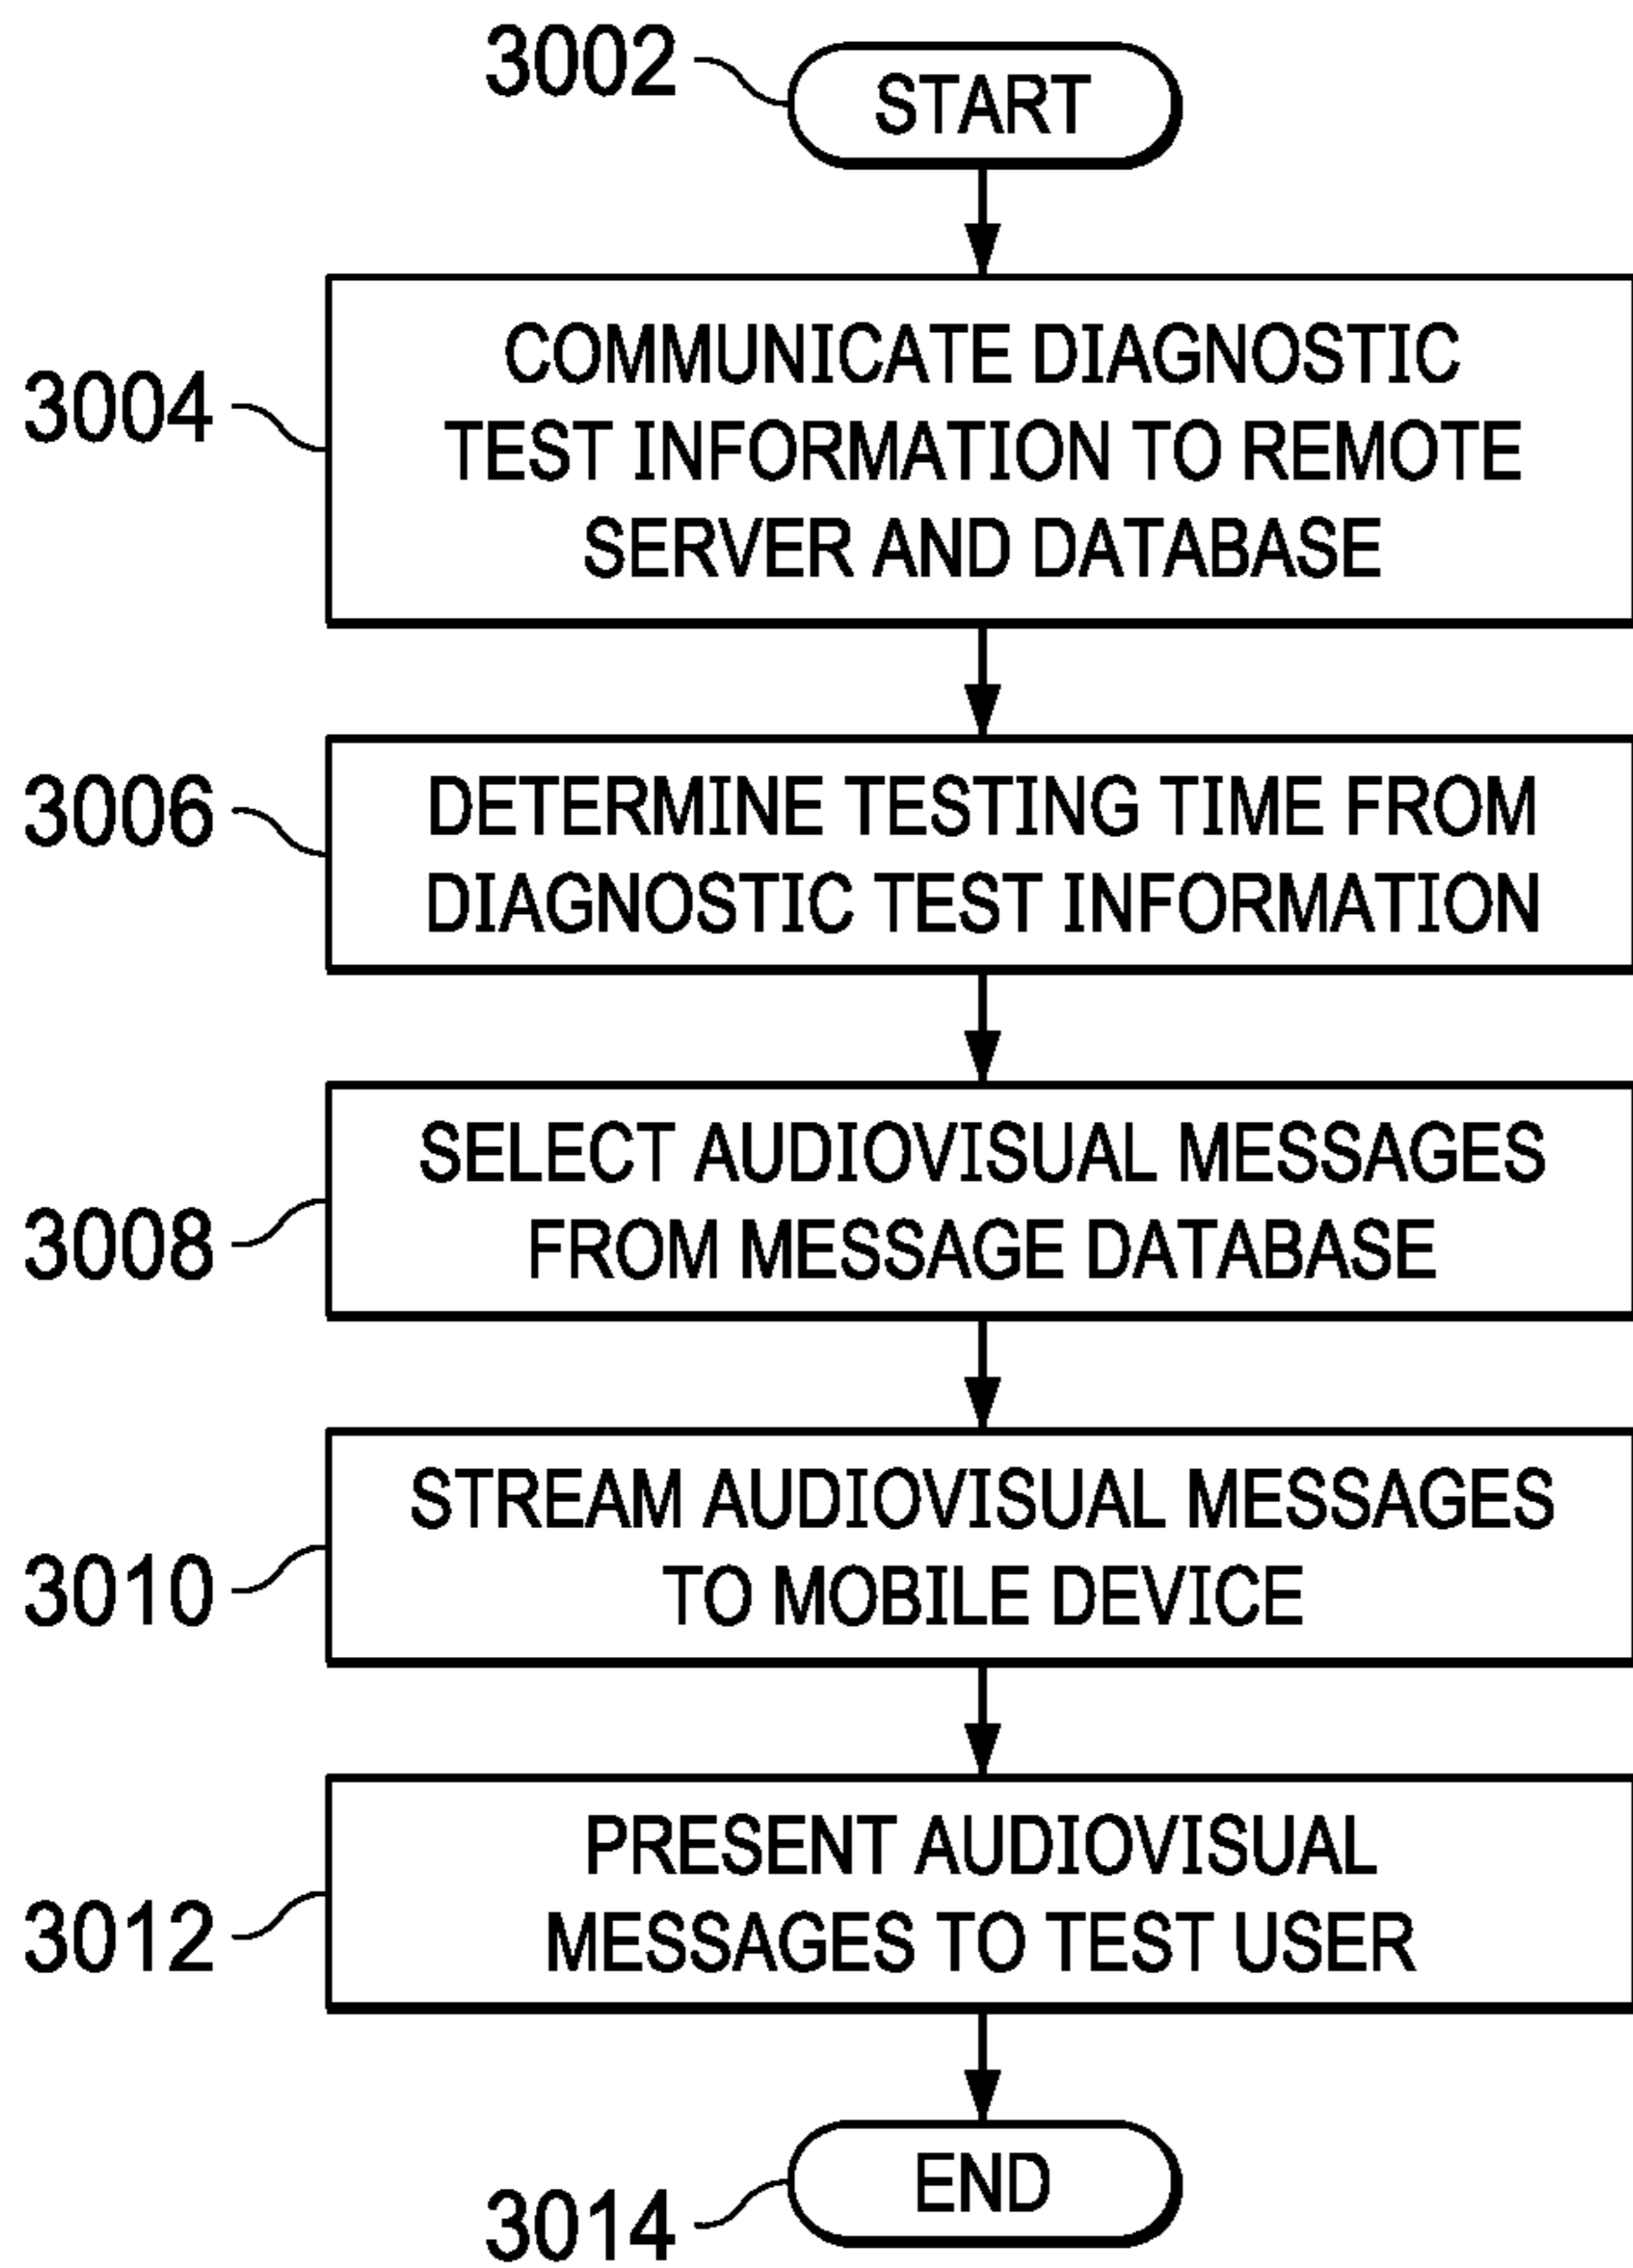 3002
START
3004
COMMUNICATE DIAGNOSTIC
TEST INFORMATION TO REMOTE
SERVER AND DATABASE
3006
DETERMINE TESTING TIME FROM
DIAGNOSTIC TEST INFORMATION
3008
SELECT AUDIOVISUAL MESSAGES
FROM MESSAGE DATABASE
3010
STREAM AUDIOVISUAL MESSAGES
TO MOBILE DEVICE
3012
PRESENT AUDIOVISUAL
MESSAGES TO TEST USER
3014
END